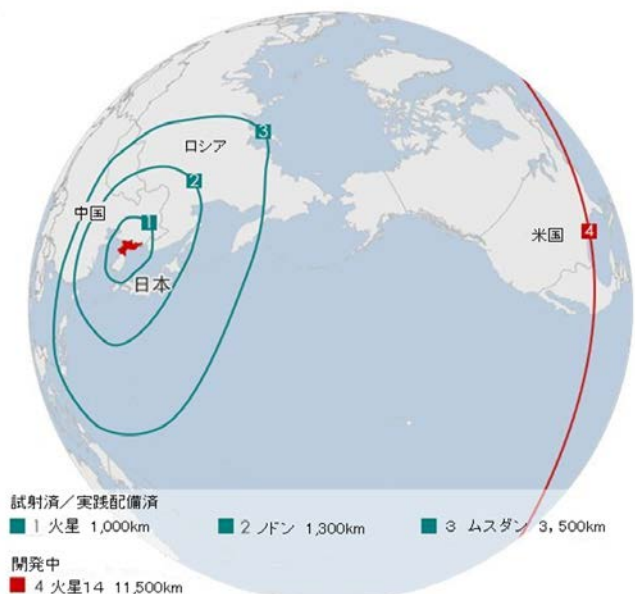 3
ロシア
2
中国
1
4
米国
日本
試射済/実践配備済
1 火星 1,000km 2 ノドン 1,300km 3 ムスダン 3,500km
開発中
4 火星14 11,500km